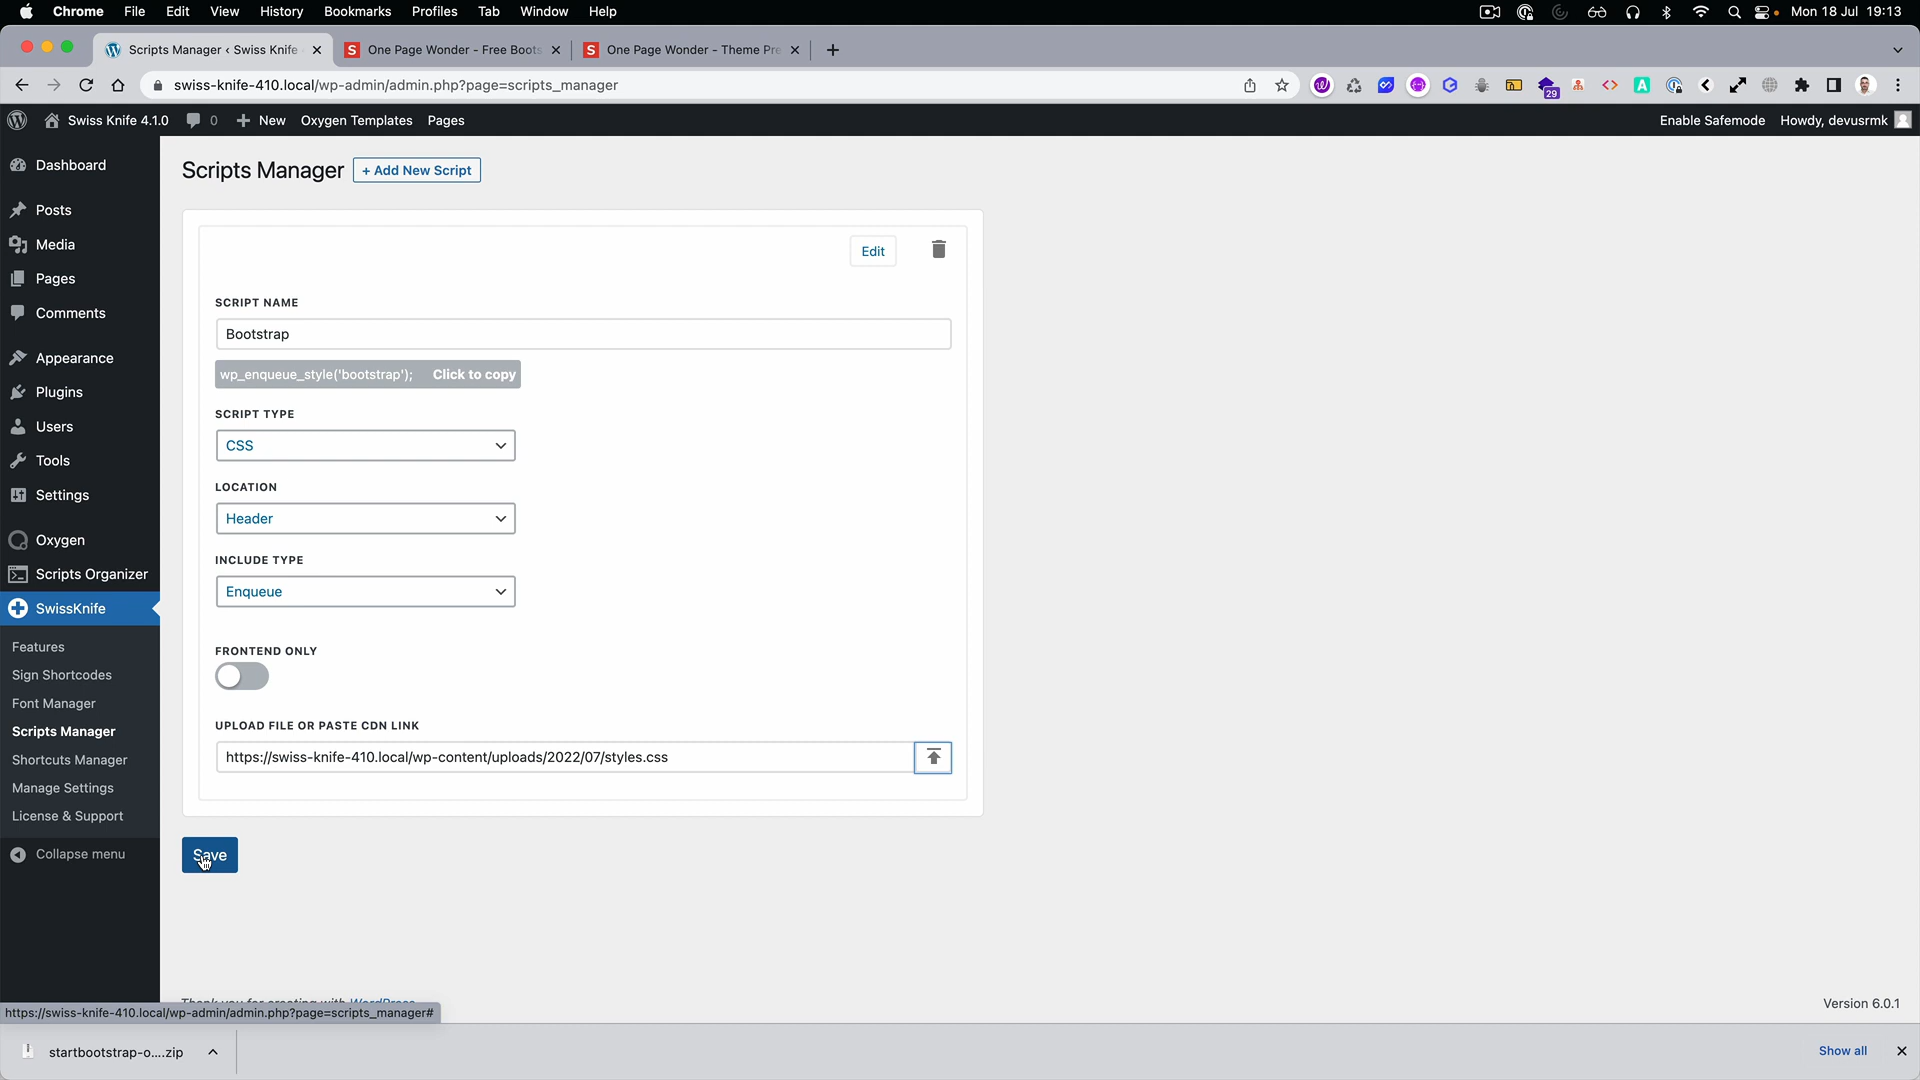 Chrome File Edit View History Bookmarks Profiles Tab Window Help Mon 18 Jul 19:13
Scripts Manager ‹ Swiss Knife One Page Wonder - Free Boots One Page Wonder - Theme Pre
swiss-knife-410.local/wp-admin/admin.php?page=scripts_manager
29
Swiss Knife 4.1.0 0 + New Oxygen Templates Pages Enable Safemode Howdy, devusrmk
Dashboard
Posts
Media
Pages
Comments
Appearance
Plugins
Users
Tools
Settings
Oxygen
Scripts Organizer
SwissKnife
Features
Sign Shortcodes
Font Manager
Scripts Manager
Shortcuts Manager
Manage Settings
License & Support
Collapse menu
Scripts Manager + Add New Script
Edit
SCRIPT NAME
Bootstrap
wp_enqueue_style('bootstrap'); Click to copy
SCRIPT TYPE
CSS
LOCATION
Header
INCLUDE TYPE
Enqueue
FRONTEND ONLY
UPLOAD FILE OR PASTE CDN LINK
https://swiss-knife-410.local/wp-content/uploads/2022/07/styles.css
Save
Thank you for creating with WordPress
Version 6.0.1
https://swiss-knife-410.local/wp-admin/admin.php?page=scripts_manager#
startbootstrap-o....zip Show all